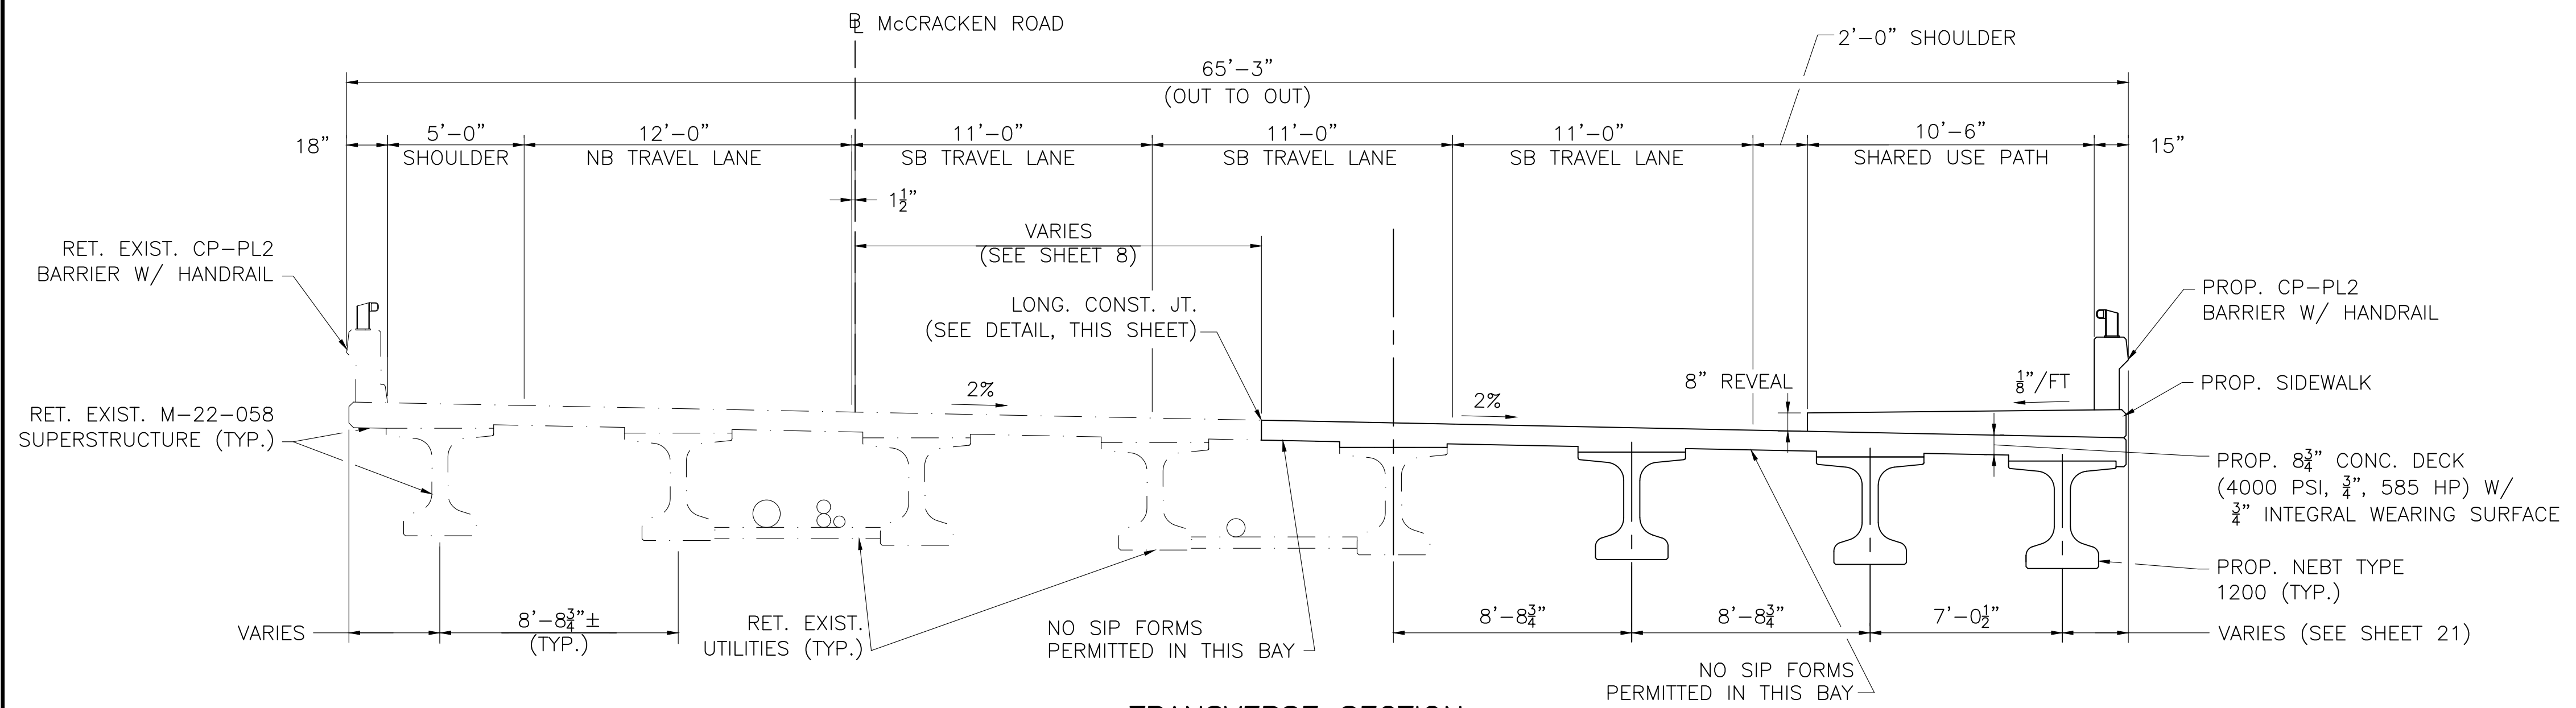 ℄ McCRACKEN ROAD
2'-0" SHOULDER
65'-3"
(OUT TO OUT)
18"
5'-0"
SHOULDER
12'-0"
NB TRAVEL LANE
11'-0"
SB TRAVEL LANE
11'-0"
SB TRAVEL LANE
11'-0"
SB TRAVEL LANE
10'-6"
SHARED USE PATH
15"
1½"
VARIES
(SEE SHEET 8)
RET. EXIST. CP-PL2
BARRIER W/ HANDRAIL
LONG. CONST. JT.
(SEE DETAIL, THIS SHEET)
PROP. CP-PL2
BARRIER W/ HANDRAIL
2%
2%
8" REVEAL
⅛"/FT
PROP. SIDEWALK
RET. EXIST. M-22-058
SUPERSTRUCTURE (TYP.)
PROP. 8¾" CONC. DECK
(4000 PSI, ¾", 585 HP) W/
¾" INTEGRAL WEARING SURFACE
PROP. NEBT TYPE
1200 (TYP.)
VARIES
8'-8¾"±
(TYP.)
RET. EXIST.
UTILITIES (TYP.)
NO SIP FORMS
PERMITTED IN THIS BAY
8'-8¾"
8'-8¾"
7'-0½"
VARIES (SEE SHEET 21)
NO SIP FORMS
PERMITTED IN THIS BAY
TRANSVERSE SECTION